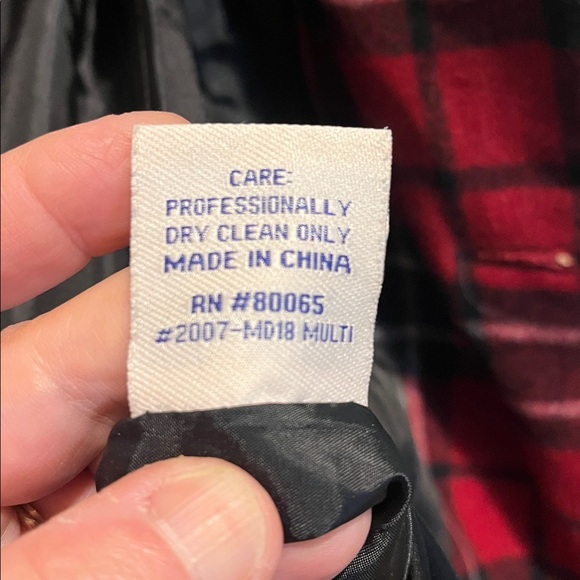 CARE:
PROFESSIONALLY
DRY CLEAN ONLY
MADE IN CHINA
RN #80065
#2007-MD18 MULTI